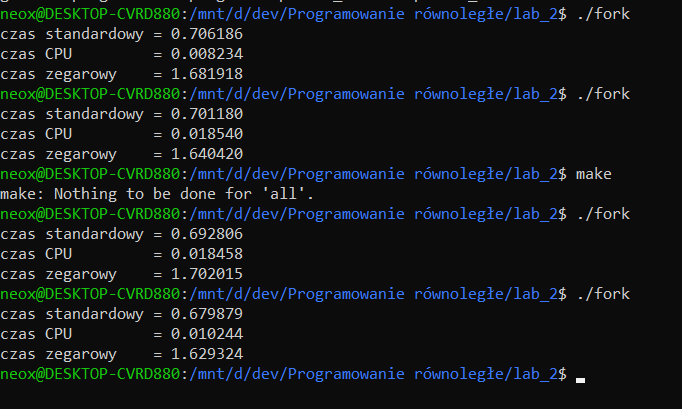 neox@DESKTOP-CVRD880:/mnt/d/dev/Programowanie równoległe/lab_2$ ./fork
czas standardowy = 0.706186
czas CPU         = 0.008234
czas zegarowy    = 1.681918
neox@DESKTOP-CVRD880:/mnt/d/dev/Programowanie równoległe/lab_2$ ./fork
czas standardowy = 0.701180
czas CPU         = 0.018540
czas zegarowy    = 1.640420
neox@DESKTOP-CVRD880:/mnt/d/dev/Programowanie równoległe/lab_2$ make
make: Nothing to be done for 'all'.
neox@DESKTOP-CVRD880:/mnt/d/dev/Programowanie równoległe/lab_2$ ./fork
czas standardowy = 0.692806
czas CPU         = 0.018458
czas zegarowy    = 1.702015
neox@DESKTOP-CVRD880:/mnt/d/dev/Programowanie równoległe/lab_2$ ./fork
czas standardowy = 0.679879
czas CPU         = 0.010244
czas zegarowy    = 1.629324
neox@DESKTOP-CVRD880:/mnt/d/dev/Programowanie równoległe/lab_2$